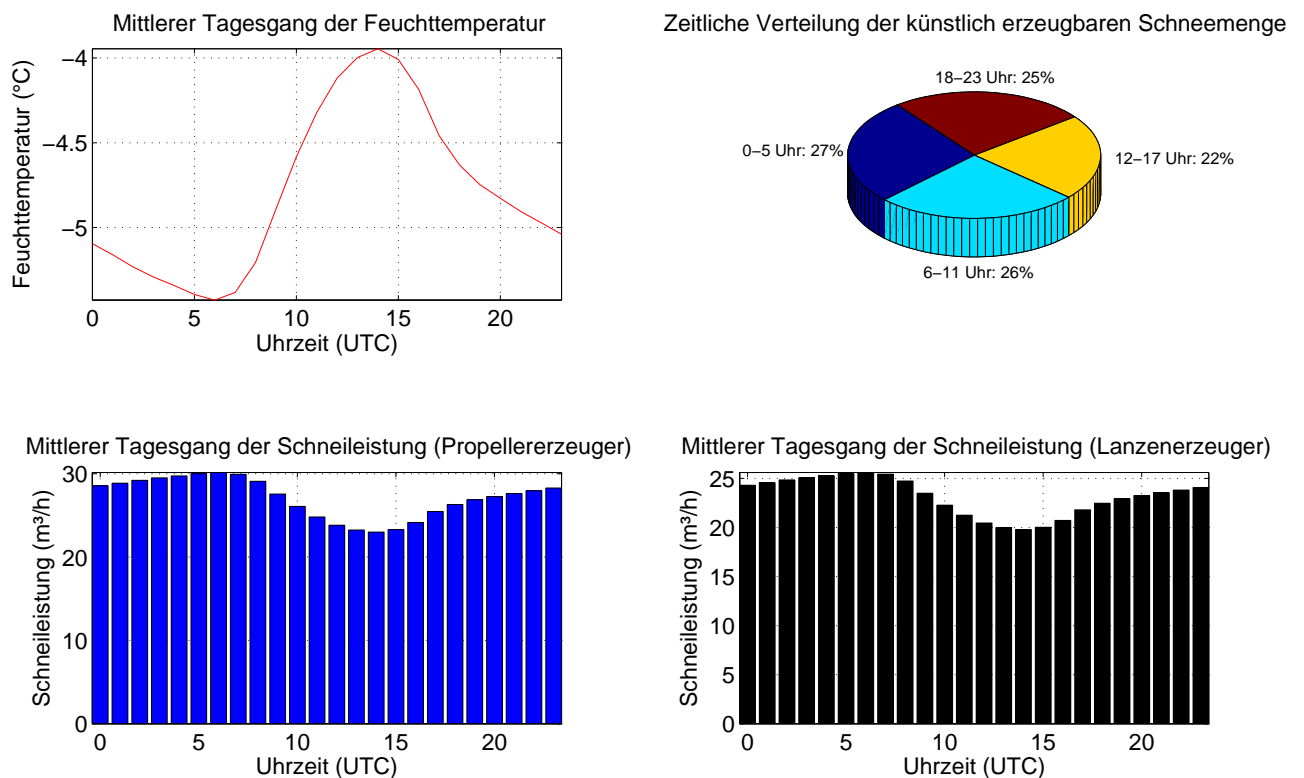 Mittlerer Tagesgang der Feuchttemperatur
−4
−4.5
−5
Feuchttemperatur (°C)
0 5 10 15 20
Uhrzeit (UTC)
Zeitliche Verteilung der künstlich erzeugbaren Schneemenge
18−23 Uhr: 25%
0−5 Uhr: 27%
12−17 Uhr: 22%
6−11 Uhr: 26%
Mittlerer Tagesgang der Schneileistung (Propellererzeuger)
30
20
10
0
Schneileistung (m³/h)
0 5 10 15 20
Uhrzeit (UTC)
Mittlerer Tagesgang der Schneileistung (Lanzenerzeuger)
25
20
15
10
5
0
Schneileistung (m³/h)
0 5 10 15 20
Uhrzeit (UTC)